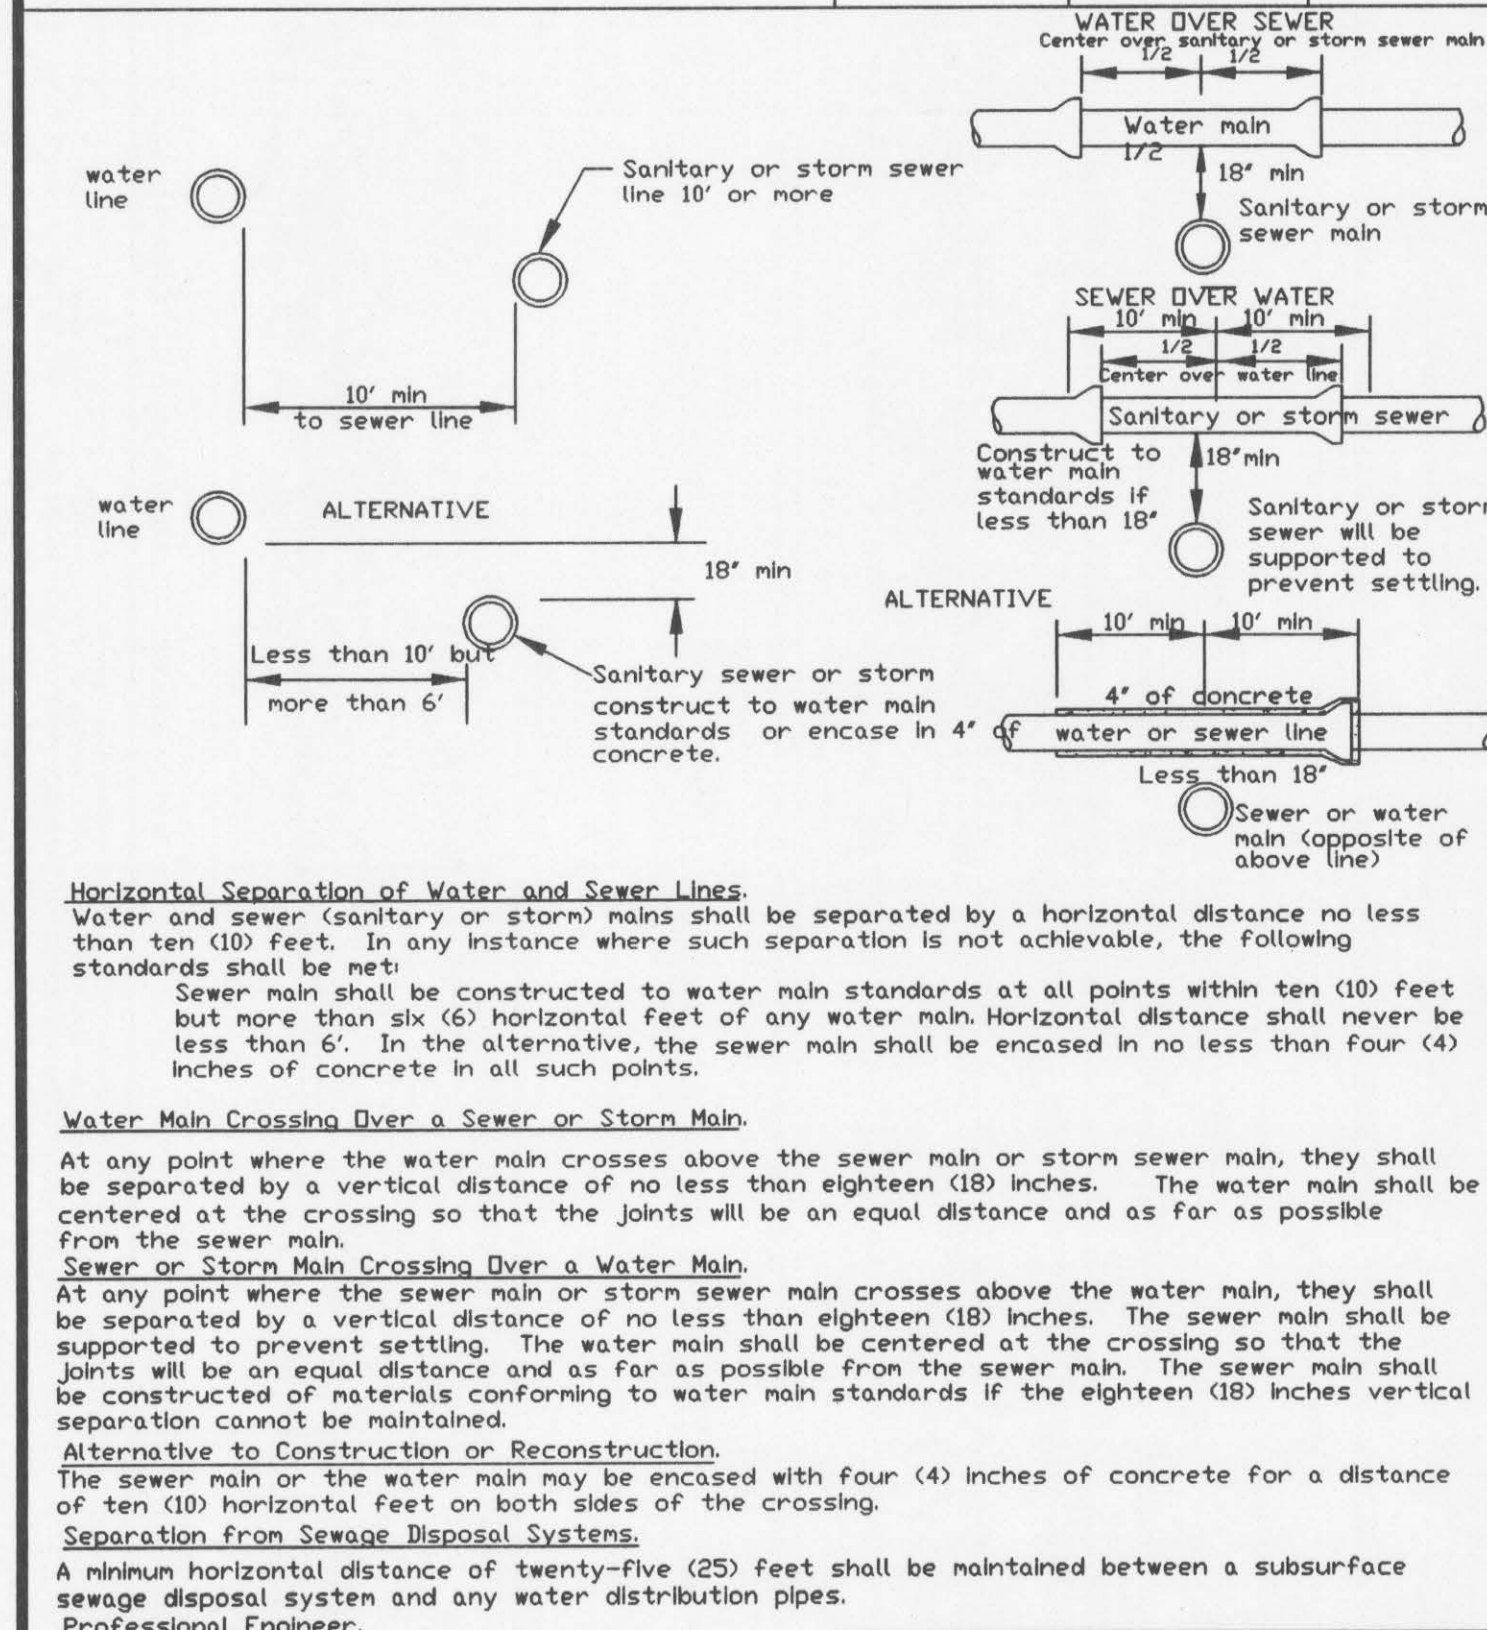 WATER OVER SEWER
Center over sanitary or storm sewer main
1/2 1/2
Water main
1/2
18" min
Sanitary or storm
sewer main
water
line
Sanitary or storm sewer
line 10' or more
10' min
to sewer line
SEWER OVER WATER
10' min 10' min
1/2 1/2
Center over water line
Sanitary or storm sewer
Construct to
water main
standards if
less than 18"
18"min
Sanitary or storm
sewer will be
supported to
prevent settling.
water
line
ALTERNATIVE
18" min
Less than 10' but
more than 6'
Sanitary sewer or storm
construct to water main
standards or encase in 4" of
concrete.
ALTERNATIVE
10' min 10' min
4" of concrete
water or sewer line
Less than 18"
Sewer or water
main (opposite of
above line)
Horizontal Separation of Water and Sewer Lines.
Water and sewer (sanitary or storm) mains shall be separated by a horizontal distance no less
than ten (10) feet. In any instance where such separation is not achievable, the following
standards shall be met:
Sewer main shall be constructed to water main standards at all points within ten (10) feet
but more than six (6) horizontal feet of any water main. Horizontal distance shall never be
less than 6'. In the alternative, the sewer main shall be encased in no less than four (4)
inches of concrete in all such points.
Water Main Crossing Over a Sewer or Storm Main.
At any point where the water main crosses above the sewer main or storm sewer main, they shall
be separated by a vertical distance of no less than eighteen (18) inches. The water main shall be
centered at the crossing so that the joints will be an equal distance and as far as possible
from the sewer main.
Sewer or Storm Main Crossing Over a Water Main.
At any point where the sewer main or storm sewer main crosses above the water main, they shall
be separated by a vertical distance of no less than eighteen (18) inches. The sewer main shall be
supported to prevent settling. The water main shall be centered at the crossing so that the
joints will be an equal distance and as far as possible from the sewer main. The sewer main shall
be constructed of materials conforming to water main standards if the eighteen (18) inches vertical
separation cannot be maintained.
Alternative to Construction or Reconstruction.
The sewer main or the water main may be encased with four (4) inches of concrete for a distance
of ten (10) horizontal feet on both sides of the crossing.
Separation from Sewage Disposal Systems.
A minimum horizontal distance of twenty-five (25) feet shall be maintained between a subsurface
sewage disposal system and any water distribution pipes.
Professional Engineer.